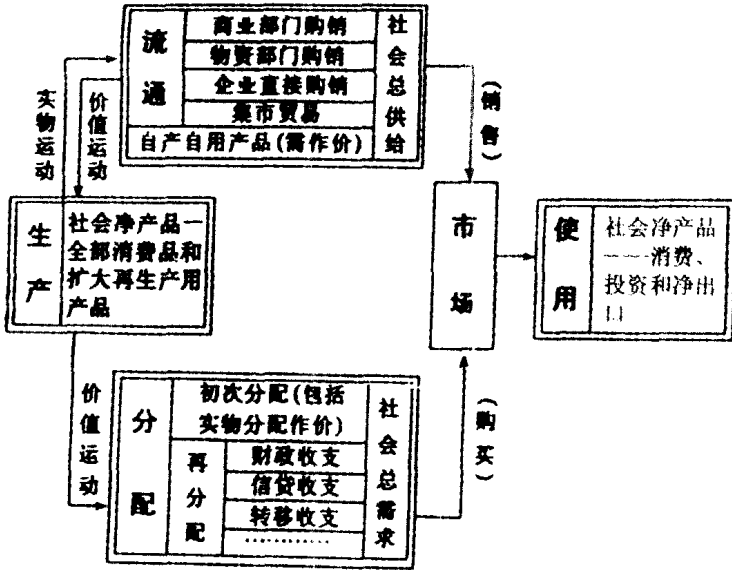 流通
商业部门购销
物资部门购销
企业直接购销
集市贸易
自产自用产品(需作价)
社会总供给
实物运动
价值运动
(销售)
生产
社会净产品一
全部消费品和
扩大再生产用
产品
市场
使用
社会净产品
——消费、
投资和净出
口
价值运动
分配
初次分配(包括
实物分配作价)
再分配
财政收支
信贷收支
转移收支
…………
社会总需求
(购买)